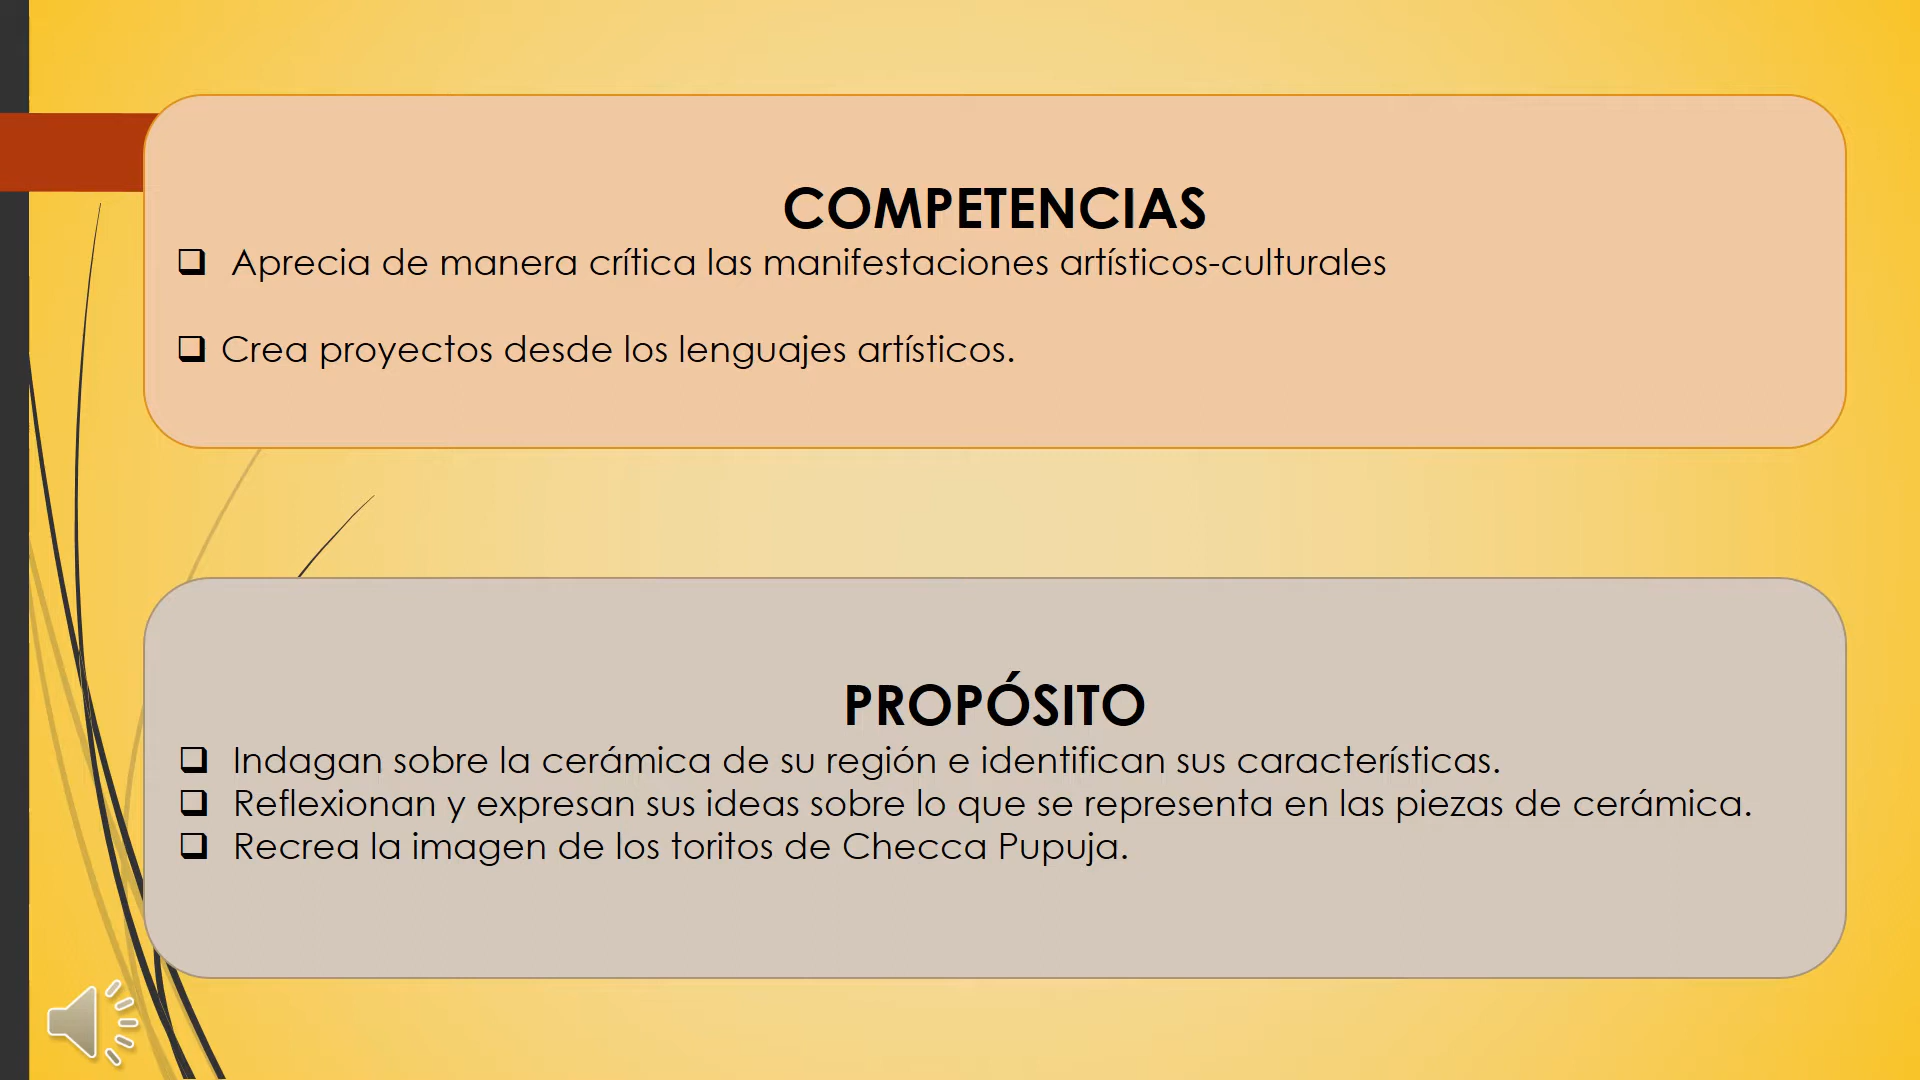 COMPETENCIAS
❑ Aprecia de manera crítica las manifestaciones artísticos-culturales
❑ Crea proyectos desde los lenguajes artísticos.
PROPÓSITO
❑ Indagan sobre la cerámica de su región e identifican sus características.
❑ Reflexionan y expresan sus ideas sobre lo que se representa en las piezas de cerámica.
❑ Recrea la imagen de los toritos de Checca Pupuja.